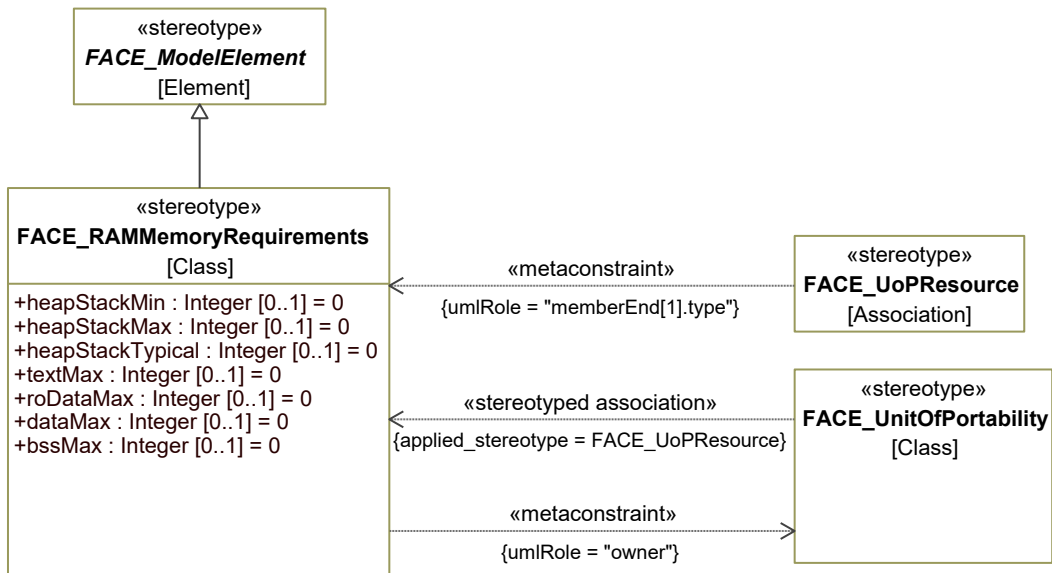 «stereotype»
FACE_ModelElement
[Element]
«stereotype»
FACE_RAMMemoryRequirements
[Class]
+heapStackMin : Integer [0..1] = 0
+heapStackMax : Integer [0..1] = 0
+heapStackTypical : Integer [0..1] = 0
+textMax : Integer [0..1] = 0
+roDataMax : Integer [0..1] = 0
+dataMax : Integer [0..1] = 0
+bssMax : Integer [0..1] = 0
«metaconstraint»
{umlRole = "memberEnd[1].type"}
«stereotype»
FACE_UoPResource
[Association]
«stereotyped association»
{applied_stereotype = FACE_UoPResource}
«stereotype»
FACE_UnitOfPortability
[Class]
«metaconstraint»
{umlRole = "owner"}